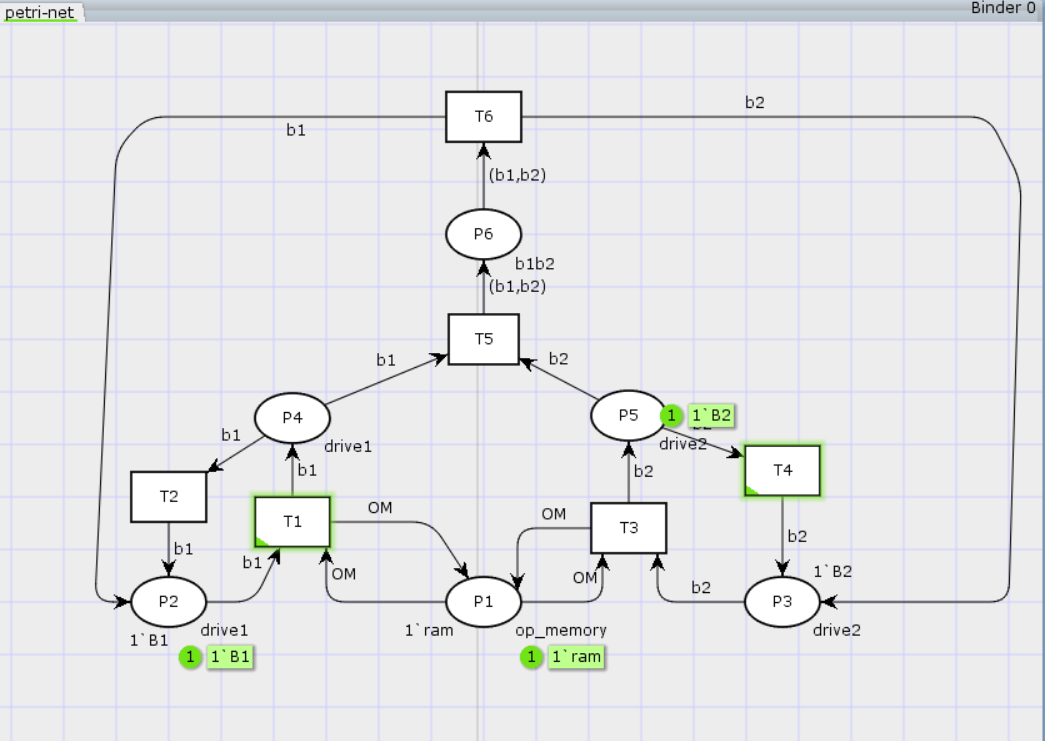 petri-net
Binder 0
T6
b2
b1
(b1,b2)
P6
b1b2
(b1,b2)
T5
b1
b2
P4
P5
1
1`B2
b1
drive1
drive2
T2
b1
T1
OM
b2
T4
OM
T3
b1
b1
OM
OM
b2
b2
1`B2
P2
P1
P3
1`B1
drive1
1`ram
op_memory
drive2
1
1`B1
1
1`ram